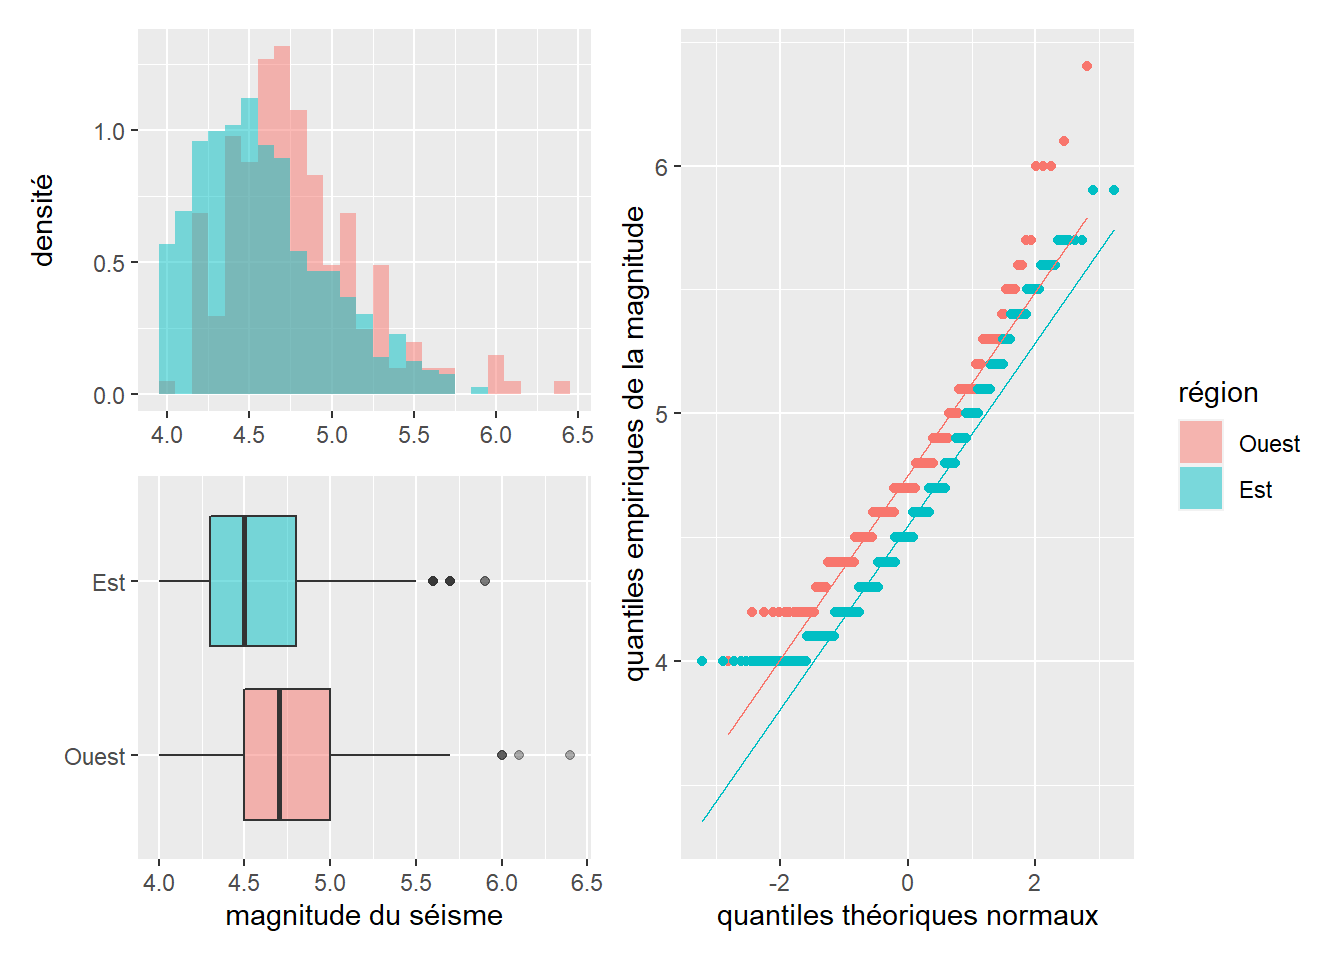 densité
1.0
0.5
0.0
4.0 4.5 5.0 5.5 6.0 6.5
Est
Ouest
4.0 4.5 5.0 5.5 6.0 6.5
magnitude du séisme
quantiles empiriques de la magnitude
6
5
4
-2 0 2
quantiles théoriques normaux
région
Ouest
Est